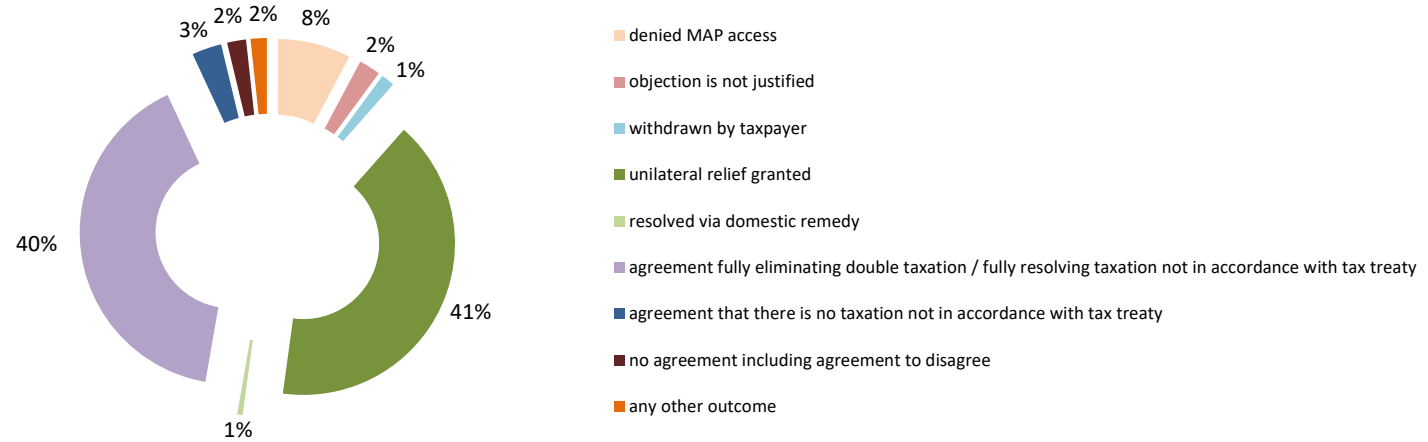 3%
2%
2%
8%
2%
1%
40%
41%
1%
denied MAP access
objection is not justified
withdrawn by taxpayer
unilateral relief granted
resolved via domestic remedy
agreement fully eliminating double taxation / fully resolving taxation not in accordance with tax treaty
agreement that there is no taxation not in accordance with tax treaty
no agreement including agreement to disagree
any other outcome